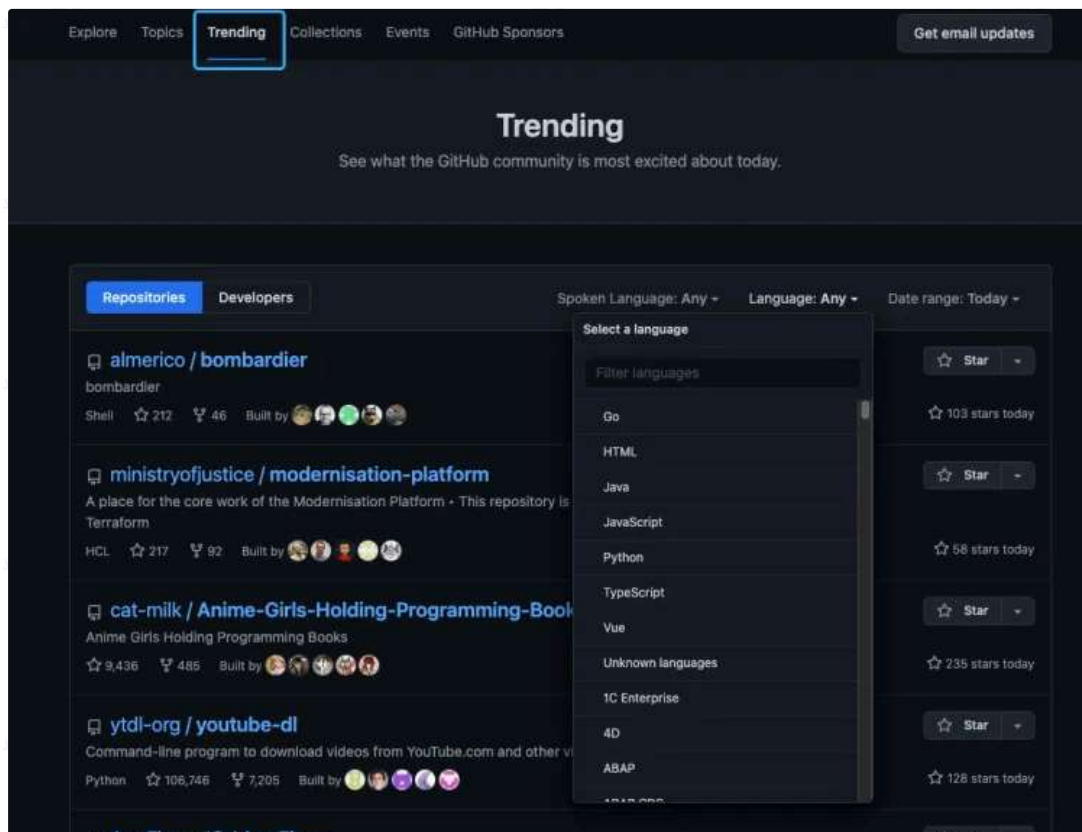 Explore Topics Trending Collections Events GitHub Sponsors Get email updates
Trending
See what the GitHub community is most excited about today.
Repositories Developers Spoken Language: Any Language: Any Date range: Today
Select a language
Filter languages
almerico / bombardier Star
bombardier
Shell 212 46 Built by 103 stars today
Go
HTML
Java
JavaScript
Python
TypeScript
Vue
Unknown languages
1C Enterprise
4D
ABAP
ministryofjustice / modernisation-platform Star
A place for the core work of the Modernisation Platform • This repository is
Terraform
HCL 217 92 Built by 58 stars today
cat-milk / Anime-Girls-Holding-Programming-Book Star
Anime Girls Holding Programming Books
9,436 485 Built by 235 stars today
ytdl-org / youtube-dl Star
Command-line program to download videos from YouTube.com and other
Python 106,746 7,205 Built by 128 stars today